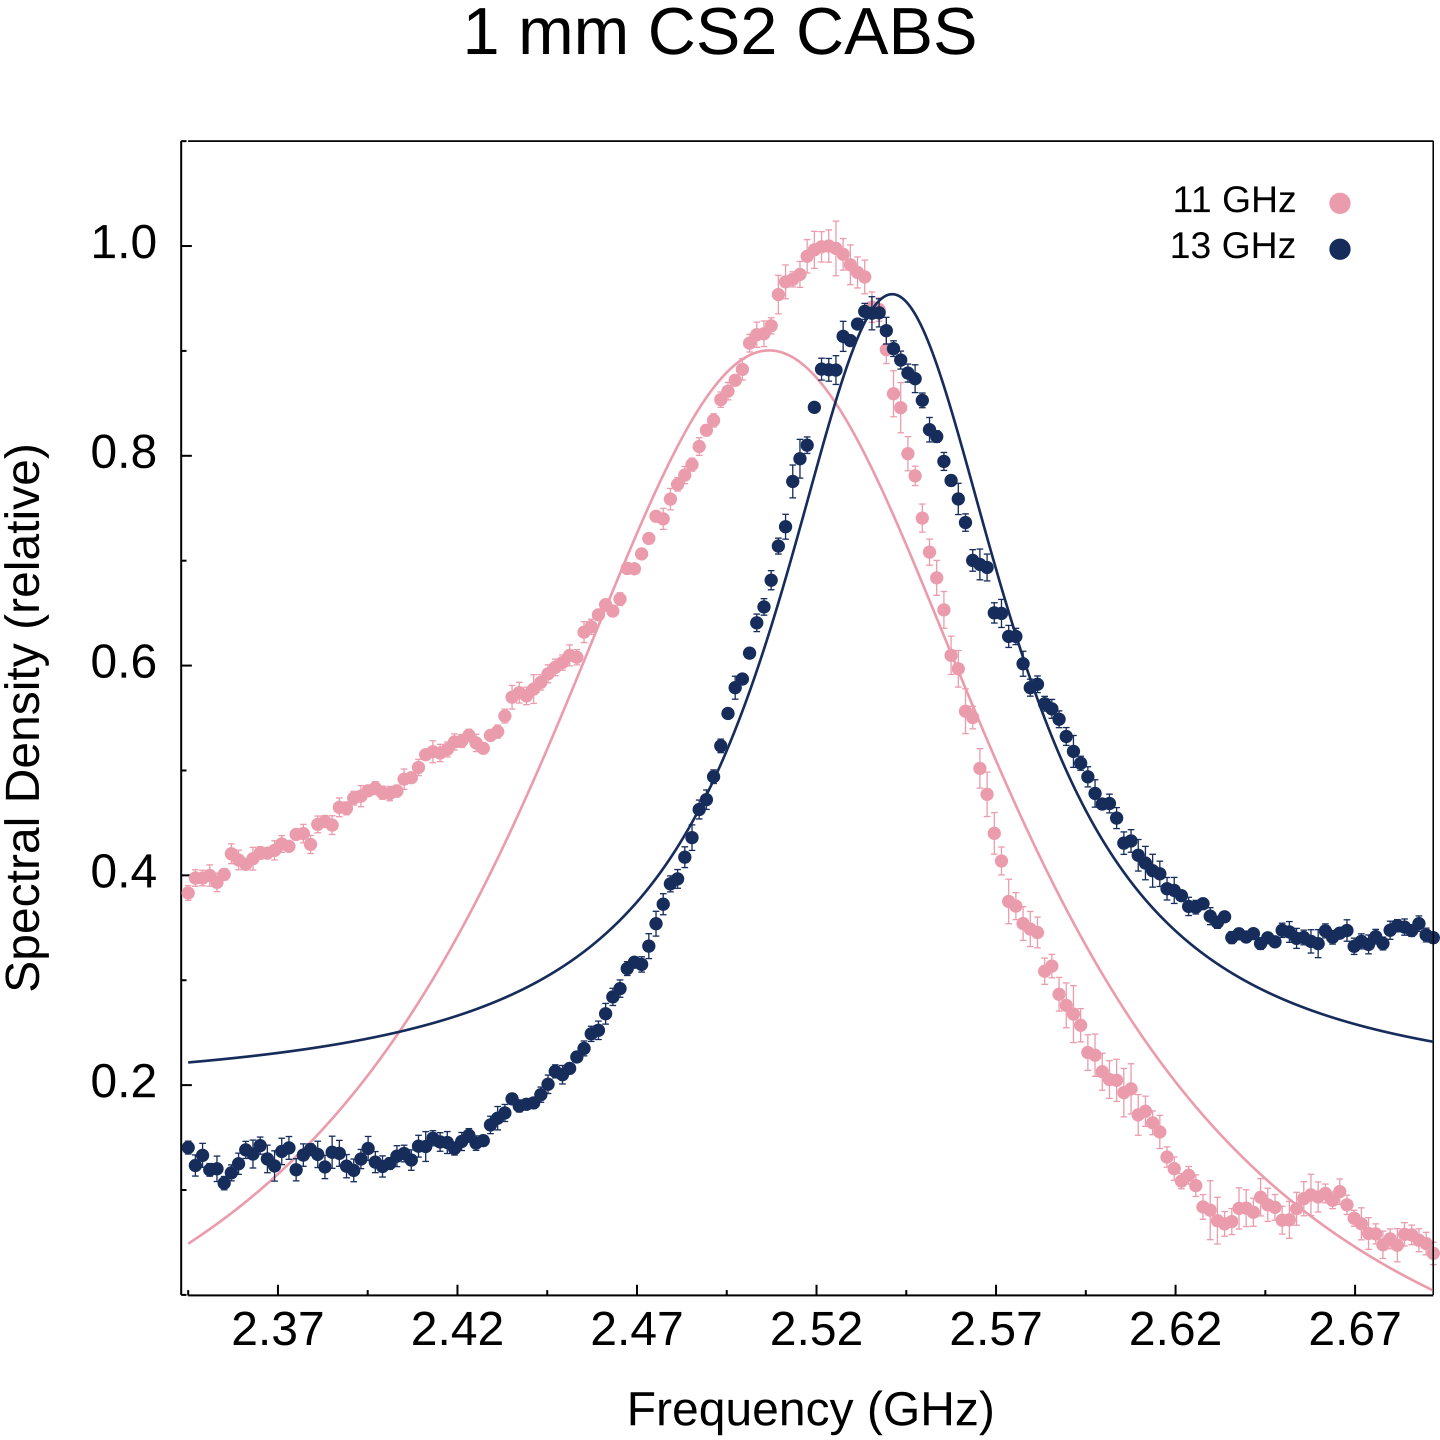 1 mm CS2 CABS
11 GHz
13 GHz
Spectral Density (relative)
1.0
0.8
0.6
0.4
0.2
2.37 2.42 2.47 2.52 2.57 2.62 2.67
Frequency (GHz)